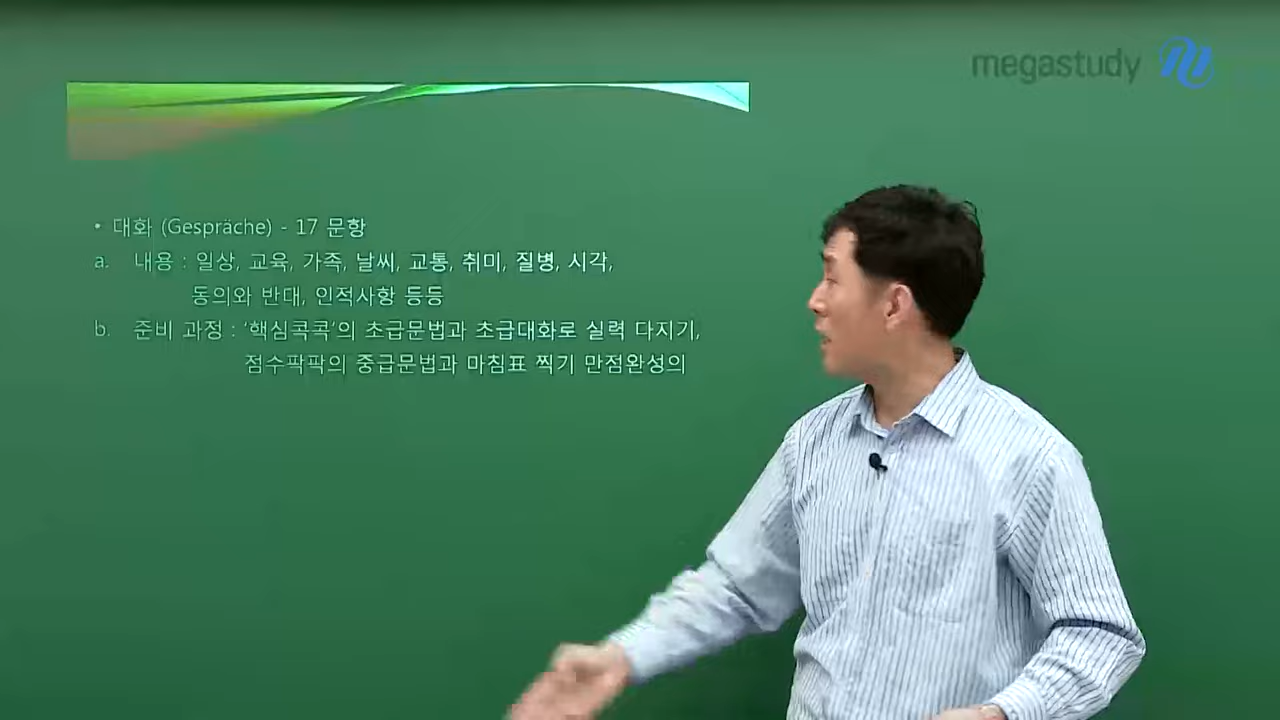 megastudy
• 대화 (Gespräche) - 17 문항
a. 내용 : 일상, 교육, 가족, 날씨, 교통, 취미, 질병, 시각,
동의와 반대, 인적사항 등등
b. 준비 과정 : '핵심콕콕'의 초급문법과 초급대화로 실력 다지기,
점수팍팍의 중급문법과 마침표 찍기 만점완성의